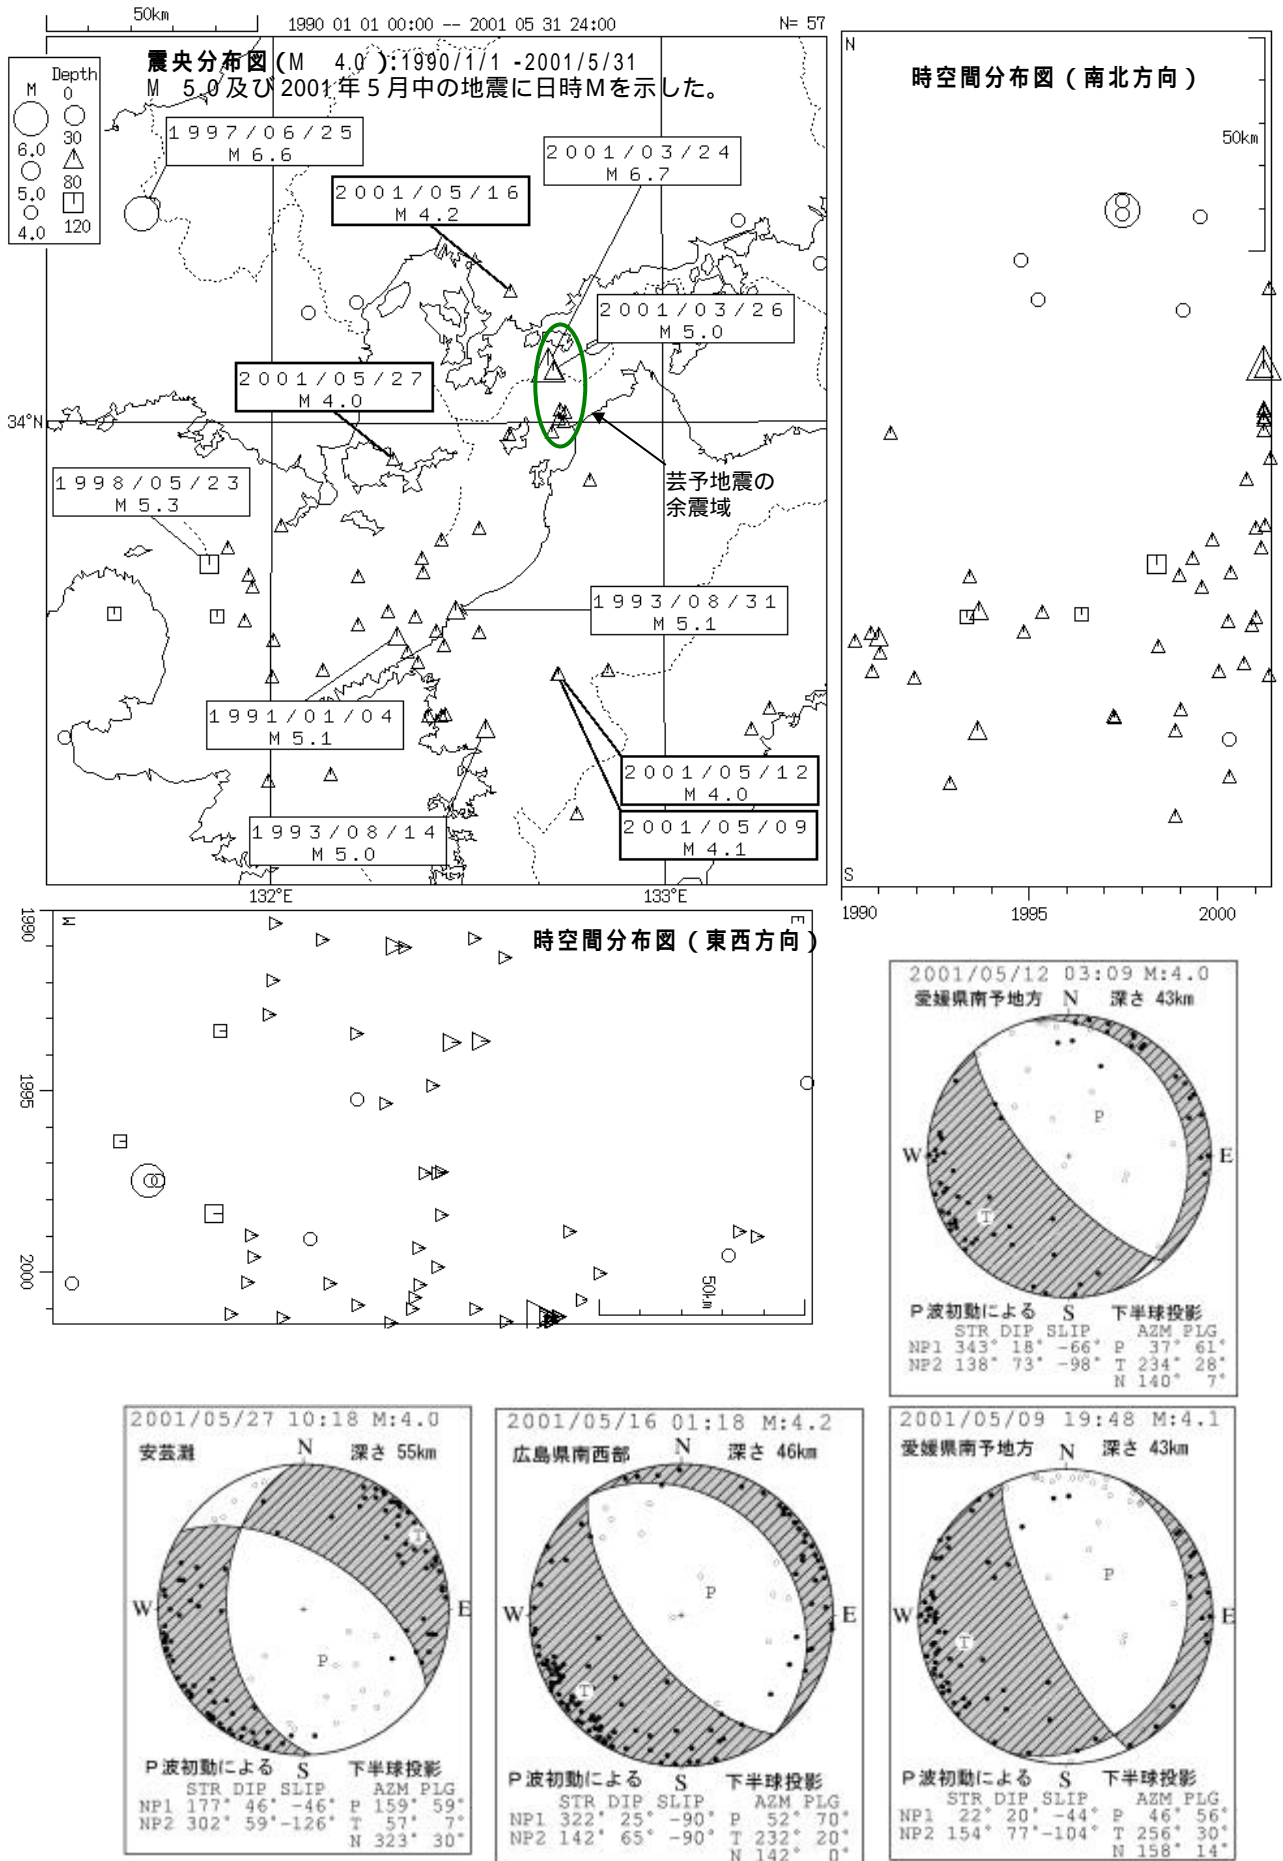 50km
1990 01 01 00:00 -- 2001 05 31 24:00
N= 57
震央分布図(M 4.0):1990/1/1 -2001/5/31
M 5.0及び2001年5月中の地震に日時Mを示した。
M
Depth
0
30
80
120
6.0
5.0
4.0
1997/06/25
M 6.6
2001/03/24
M 6.7
2001/05/16
M 4.2
2001/03/26
M 5.0
2001/05/27
M 4.0
34°N
芸予地震の
余震域
1998/05/23
M 5.3
1993/08/31
M 5.1
1991/01/04
M 5.1
2001/05/12
M 4.0
1993/08/14
M 5.0
2001/05/09
M 4.1
132°E
133°E
N
時空間分布図(南北方向)
50km
S
1990
1995
2000
W
E
時空間分布図(東西方向)
1990
1995
2000
50km
2001/05/12 03:09 M:4.0
愛媛県南予地方 N 深さ 43km
W
E
P
T
P波初動による S 下半球投影
STR DIP SLIP AZM PLG
NP1 343° 18° -66° P 37° 61°
NP2 138° 73° -98° T 234° 28°
N 140° 7°
2001/05/27 10:18 M:4.0
安芸灘 N 深さ 55km
T
W
E
P
P波初動による S 下半球投影
STR DIP SLIP AZM PLG
NP1 177° 46° -46° P 159° 59°
NP2 302° 59° -126° T 57° 7°
N 323° 30°
2001/05/16 01:18 M:4.2
広島県南西部 N 深さ 46km
P
W
E
T
P波初動による S 下半球投影
STR DIP SLIP AZM PLG
NP1 322° 25° -90° P 52° 70°
NP2 142° 65° -90° T 232° 20°
N 142° 0°
2001/05/09 19:48 M:4.1
愛媛県南予地方 N 深さ 43km
P
W
E
T
P波初動による S 下半球投影
STR DIP SLIP AZM PLG
NP1 22° 20° -44° P 46° 56°
NP2 154° 77° -104° T 256° 30°
N 158° 14°